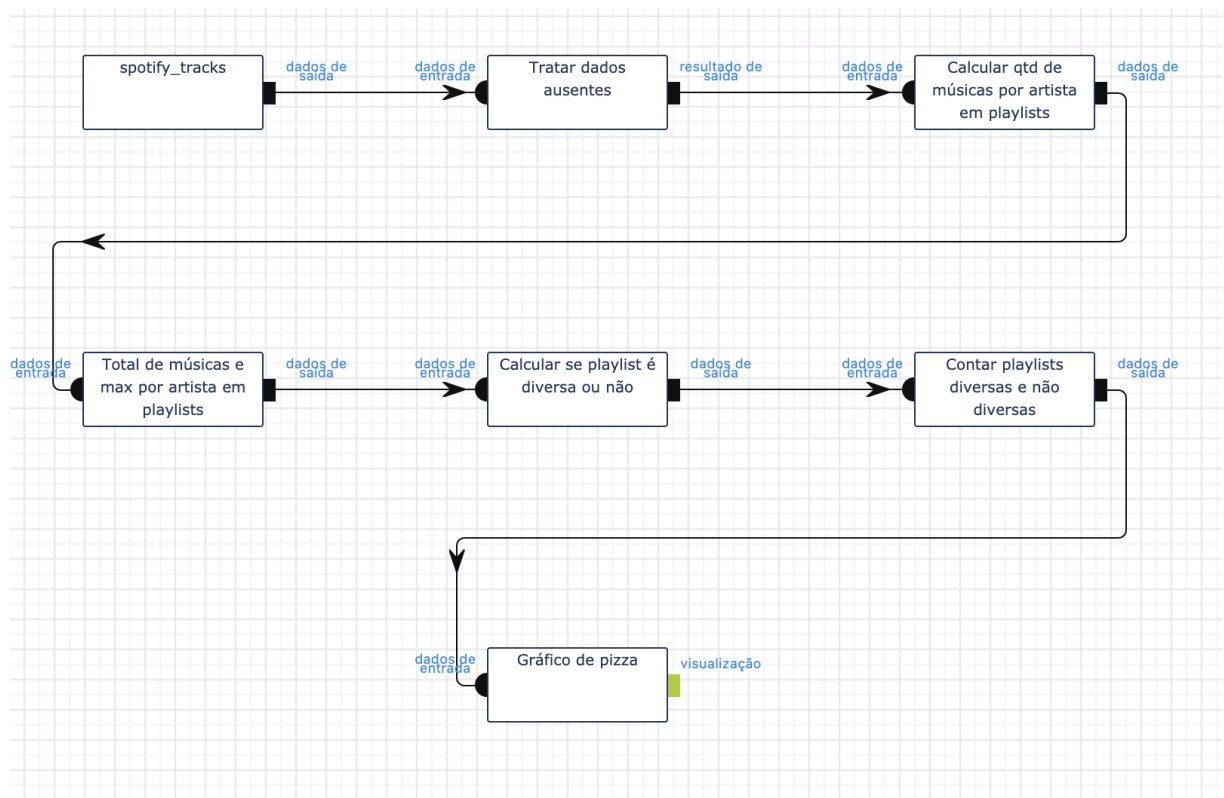 spotify_tracks
dados de
saída
dados de
entrada
Tratar dados
ausentes
resultado de
saída
dados de
entrada
Calcular qtd de
músicas por artista
em playlists
dados de
saída
dados de
entrada
Total de músicas e
max por artista em
playlists
dados de
saída
dados de
entrada
Calcular se playlist é
diversa ou não
dados de
saída
dados de
entrada
Contar playlists
diversas e não
diversas
dados de
saída
dados de
entrada
Gráfico de pizza
visualização